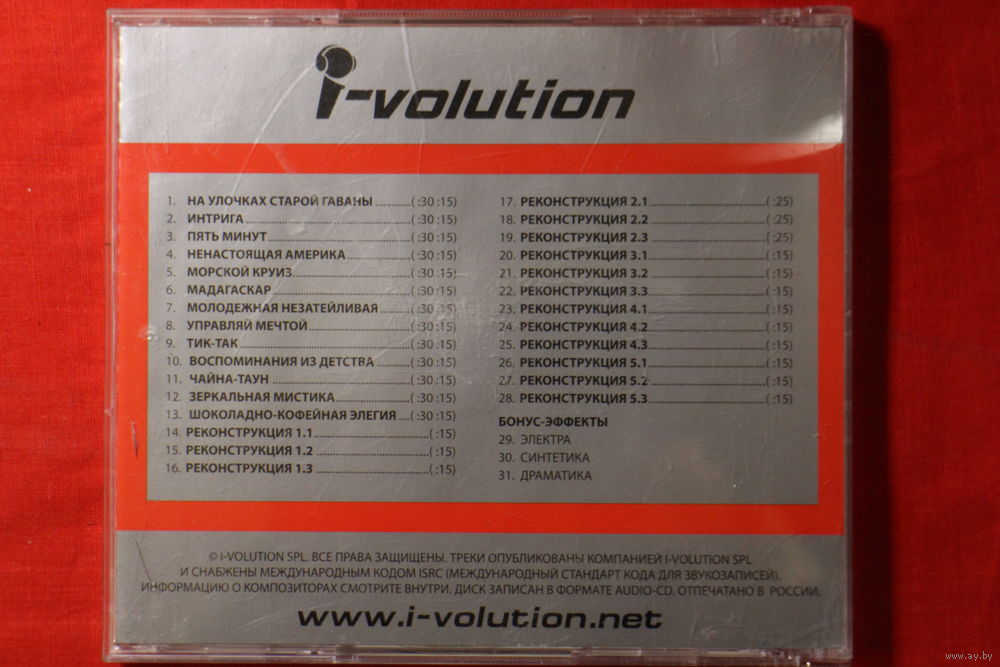 i-volution
1. НА УЛОЧКАХ СТАРОЙ ГАВАНЫ ..........( :30 :15)
2. ИНТРИГА ..........( :30 :15)
3. ПЯТЬ МИНУТ ..........( :30 :15)
4. НЕНАСТОЯЩАЯ АМЕРИКА ..........( :30 :15)
5. МОРСКОЙ КРУИЗ ..........( :30 :15)
6. МАДАГАСКАР ..........( :30 :15)
7. МОЛОДЕЖНАЯ НЕЗАТЕЙЛИВАЯ ..........( :30 :15)
8. УПРАВЛЯЙ МЕЧТОЙ ..........( :30 :15)
9. ТИК-ТАК ..........( :30 :15)
10. ВОСПОМИНАНИЯ ИЗ ДЕТСТВА ..........( :30 :15)
11. ЧАЙНА-ТАУН ..........( :30 :15)
12. ЗЕРКАЛЬНАЯ МИСТИКА ..........( :30 :15)
13. ШОКОЛАДНО-КОФЕЙНАЯ ЭЛЕГИЯ ....( :30 :15)
14. РЕКОНСТРУКЦИЯ 1.1 ..........( :15)
15. РЕКОНСТРУКЦИЯ 1.2 ..........( :15)
16. РЕКОНСТРУКЦИЯ 1.3 ..........( :15)
17. РЕКОНСТРУКЦИЯ 2.1 ..........( :25)
18. РЕКОНСТРУКЦИЯ 2.2 ..........( :25)
19. РЕКОНСТРУКЦИЯ 2.3 ..........( :25)
20. РЕКОНСТРУКЦИЯ 3.1 ..........( :15)
21. РЕКОНСТРУКЦИЯ 3.2 ..........( :15)
22. РЕКОНСТРУКЦИЯ 3.3 ..........( :15)
23. РЕКОНСТРУКЦИЯ 4.1 ..........( :15)
24. РЕКОНСТРУКЦИЯ 4.2 ..........( :15)
25. РЕКОНСТРУКЦИЯ 4.3 ..........( :15)
26. РЕКОНСТРУКЦИЯ 5.1 ..........( :15)
27. РЕКОНСТРУКЦИЯ 5.2 ..........( :15)
28. РЕКОНСТРУКЦИЯ 5.3 ..........( :15)
БОНУС-ЭФФЕКТЫ
29. ЭЛЕКТРА
30. СИНТЕТИКА
31. ДРАМАТИКА
© i-VOLUTION SPL. ВСЕ ПРАВА ЗАЩИЩЕНЫ. ТРЕКИ ОПУБЛИКОВАНЫ КОМПАНИЕЙ I-VOLUTION SPL
И СНАБЖЕНЫ МЕЖДУНАРОДНЫМ КОДОМ ISRC (МЕЖДУНАРОДНЫЙ СТАНДАРТ КОДА ДЛЯ ЗВУКОЗАПИСЕЙ).
ИНФОРМАЦИЮ О КОМПОЗИТОРАХ СМОТРИТЕ ВНУТРИ. ДИСК ЗАПИСАН В ФОРМАТЕ AUDIO-CD. ОТПЕЧАТАНО В РОССИИ.
www.i-volution.net
www.ay.by